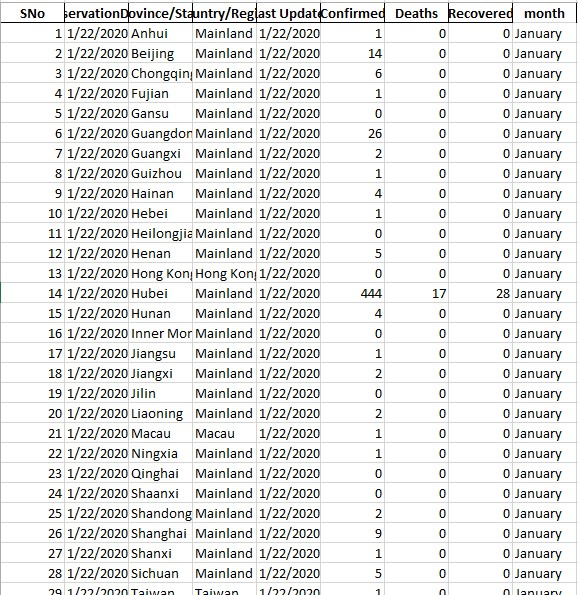 SNo servationD ovince/Sta untry/Reg ast Update Confirmed Deaths Recovered month
1 1/22/2020 Anhui Mainland 1/22/2020 1 0 0 January
2 1/22/2020 Beijing Mainland 1/22/2020 14 0 0 January
3 1/22/2020 Chongqing Mainland 1/22/2020 6 0 0 January
4 1/22/2020 Fujian Mainland 1/22/2020 1 0 0 January
5 1/22/2020 Gansu Mainland 1/22/2020 0 0 0 January
6 1/22/2020 Guangdon Mainland 1/22/2020 26 0 0 January
7 1/22/2020 Guangxi Mainland 1/22/2020 2 0 0 January
8 1/22/2020 Guizhou Mainland 1/22/2020 1 0 0 January
9 1/22/2020 Hainan Mainland 1/22/2020 4 0 0 January
10 1/22/2020 Hebei Mainland 1/22/2020 1 0 0 January
11 1/22/2020 Heilongjia Mainland 1/22/2020 0 0 0 January
12 1/22/2020 Henan Mainland 1/22/2020 5 0 0 January
13 1/22/2020 Hong Kong Hong Kong 1/22/2020 0 0 0 January
14 1/22/2020 Hubei Mainland 1/22/2020 444 17 28 January
15 1/22/2020 Hunan Mainland 1/22/2020 4 0 0 January
16 1/22/2020 Inner Mor Mainland 1/22/2020 0 0 0 January
17 1/22/2020 Jiangsu Mainland 1/22/2020 1 0 0 January
18 1/22/2020 Jiangxi Mainland 1/22/2020 2 0 0 January
19 1/22/2020 Jilin Mainland 1/22/2020 0 0 0 January
20 1/22/2020 Liaoning Mainland 1/22/2020 2 0 0 January
21 1/22/2020 Macau Macau 1/22/2020 1 0 0 January
22 1/22/2020 Ningxia Mainland 1/22/2020 1 0 0 January
23 1/22/2020 Qinghai Mainland 1/22/2020 0 0 0 January
24 1/22/2020 Shaanxi Mainland 1/22/2020 0 0 0 January
25 1/22/2020 Shandong Mainland 1/22/2020 2 0 0 January
26 1/22/2020 Shanghai Mainland 1/22/2020 9 0 0 January
27 1/22/2020 Shanxi Mainland 1/22/2020 1 0 0 January
28 1/22/2020 Sichuan Mainland 1/22/2020 5 0 0 January
29 1/22/2020 Taiwan Taiwan 1/22/2020 1 0 0 January